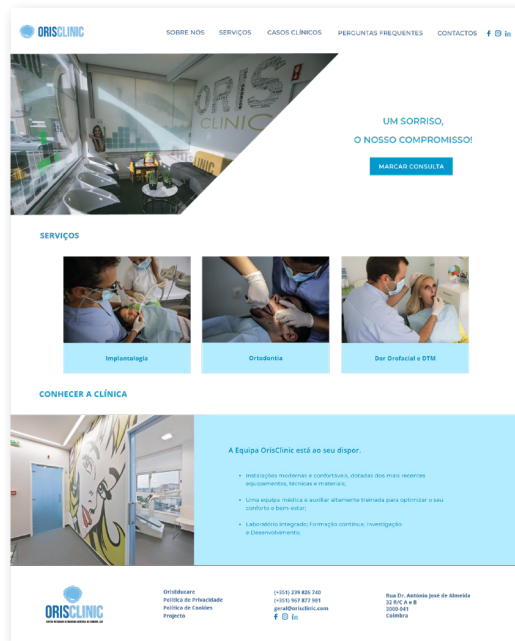 ORISCLINIC
SOBRE NÓS SERVIÇOS CASOS CLÍNICOS PERGUNTAS FREQUENTES CONTACTOS
ORIS
CLINIC
UM SORRISO,
O NOSSO COMPROMISSO!
MARCAR CONSULTA
SERVIÇOS
Implantologia
Ortodontia
Dor Orofacial e DTM
CONHECER A CLÍNICA
A Equipa OrisClinic está ao seu dispor.
• Instalações modernas e confortáveis, dotadas dos mais recentes
equipamentos, técnicas e materiais;
• Uma equipa médica e auxiliar altamente treinada para optimizar o seu
conforto e bem-estar;
• Laboratório Integrado; Formação contínua; Investigação
e Desenvolvimento;
ORISCLINIC
OrisEducare
Política de Privacidade
Política de Cookies
Projecto
(+351) 239 826 740
(+351) 967 877 901
geral@orisclinic.com
Rua Dr. António José de Almeida
32 R/C A e B
3000-041
Coimbra